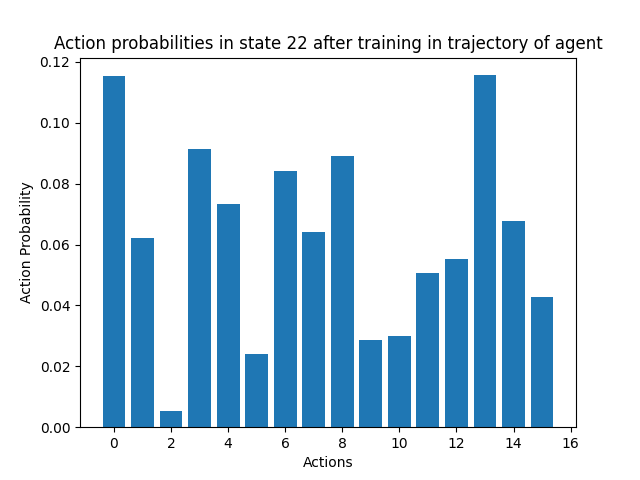 Action probabilities in state 22 after training in trajectory of agent
0.12
0.10
0.08
0.06
0.04
0.02
0.00
Action Probability
0 2 4 6 8 10 12 14 16
Actions